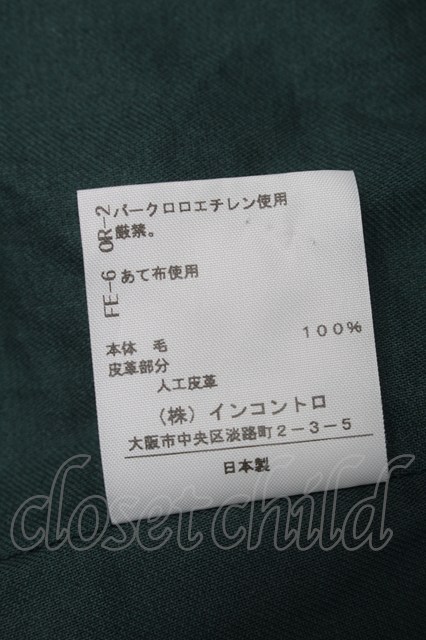 OR-2 パークロロエチレン使用
厳禁。
FE-6 あて布使用
本体 毛 100%
皮革部分
人工皮革
(株)インコントロ
大阪市中央区淡路町2-3-5
日本製
closet child